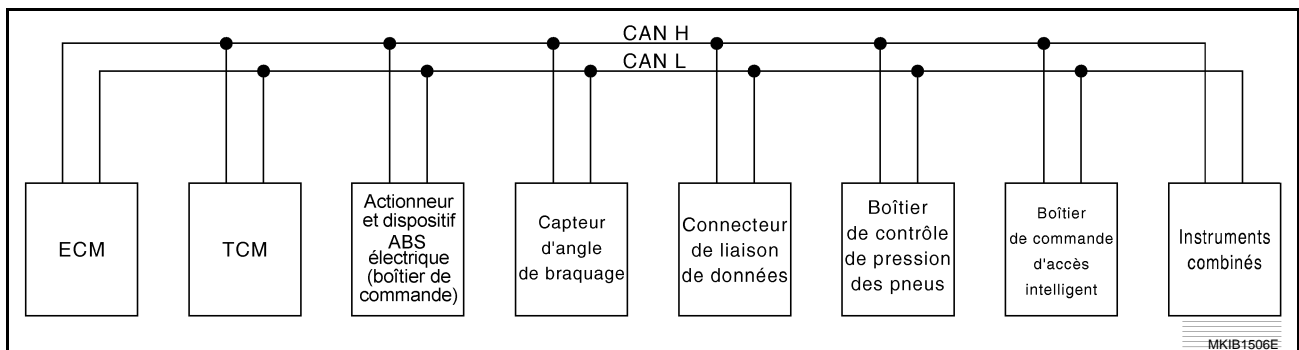 CAN H
CAN L
ECM
TCM
Actionneur
et dispositif
ABS
électrique
(boîtier de
commande)
Capteur
d'angle
de braquage
Connecteur
de liaison
de données
Boîtier
de contrôle
de pression
des pneus
Boîtier
de commande
d'accès
intelligent
Instruments
combinés
MKIB1506E